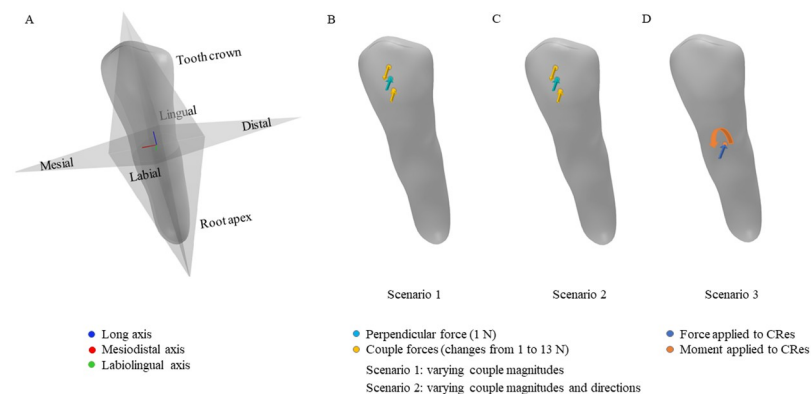 A
B
C
D
Tooth crown
Lingual
Distal
Mesial
Labial
Root apex
Scenario 1
Scenario 2
Scenario 3
Long axis
Mesiodistal axis
Labiolingual axis
Perpendicular force (1 N)
Couple forces (changes from 1 to 13 N)
Scenario 1: varying couple magnitudes
Scenario 2: varying couple magnitudes and directions
Force applied to CRes
Moment applied to CRes